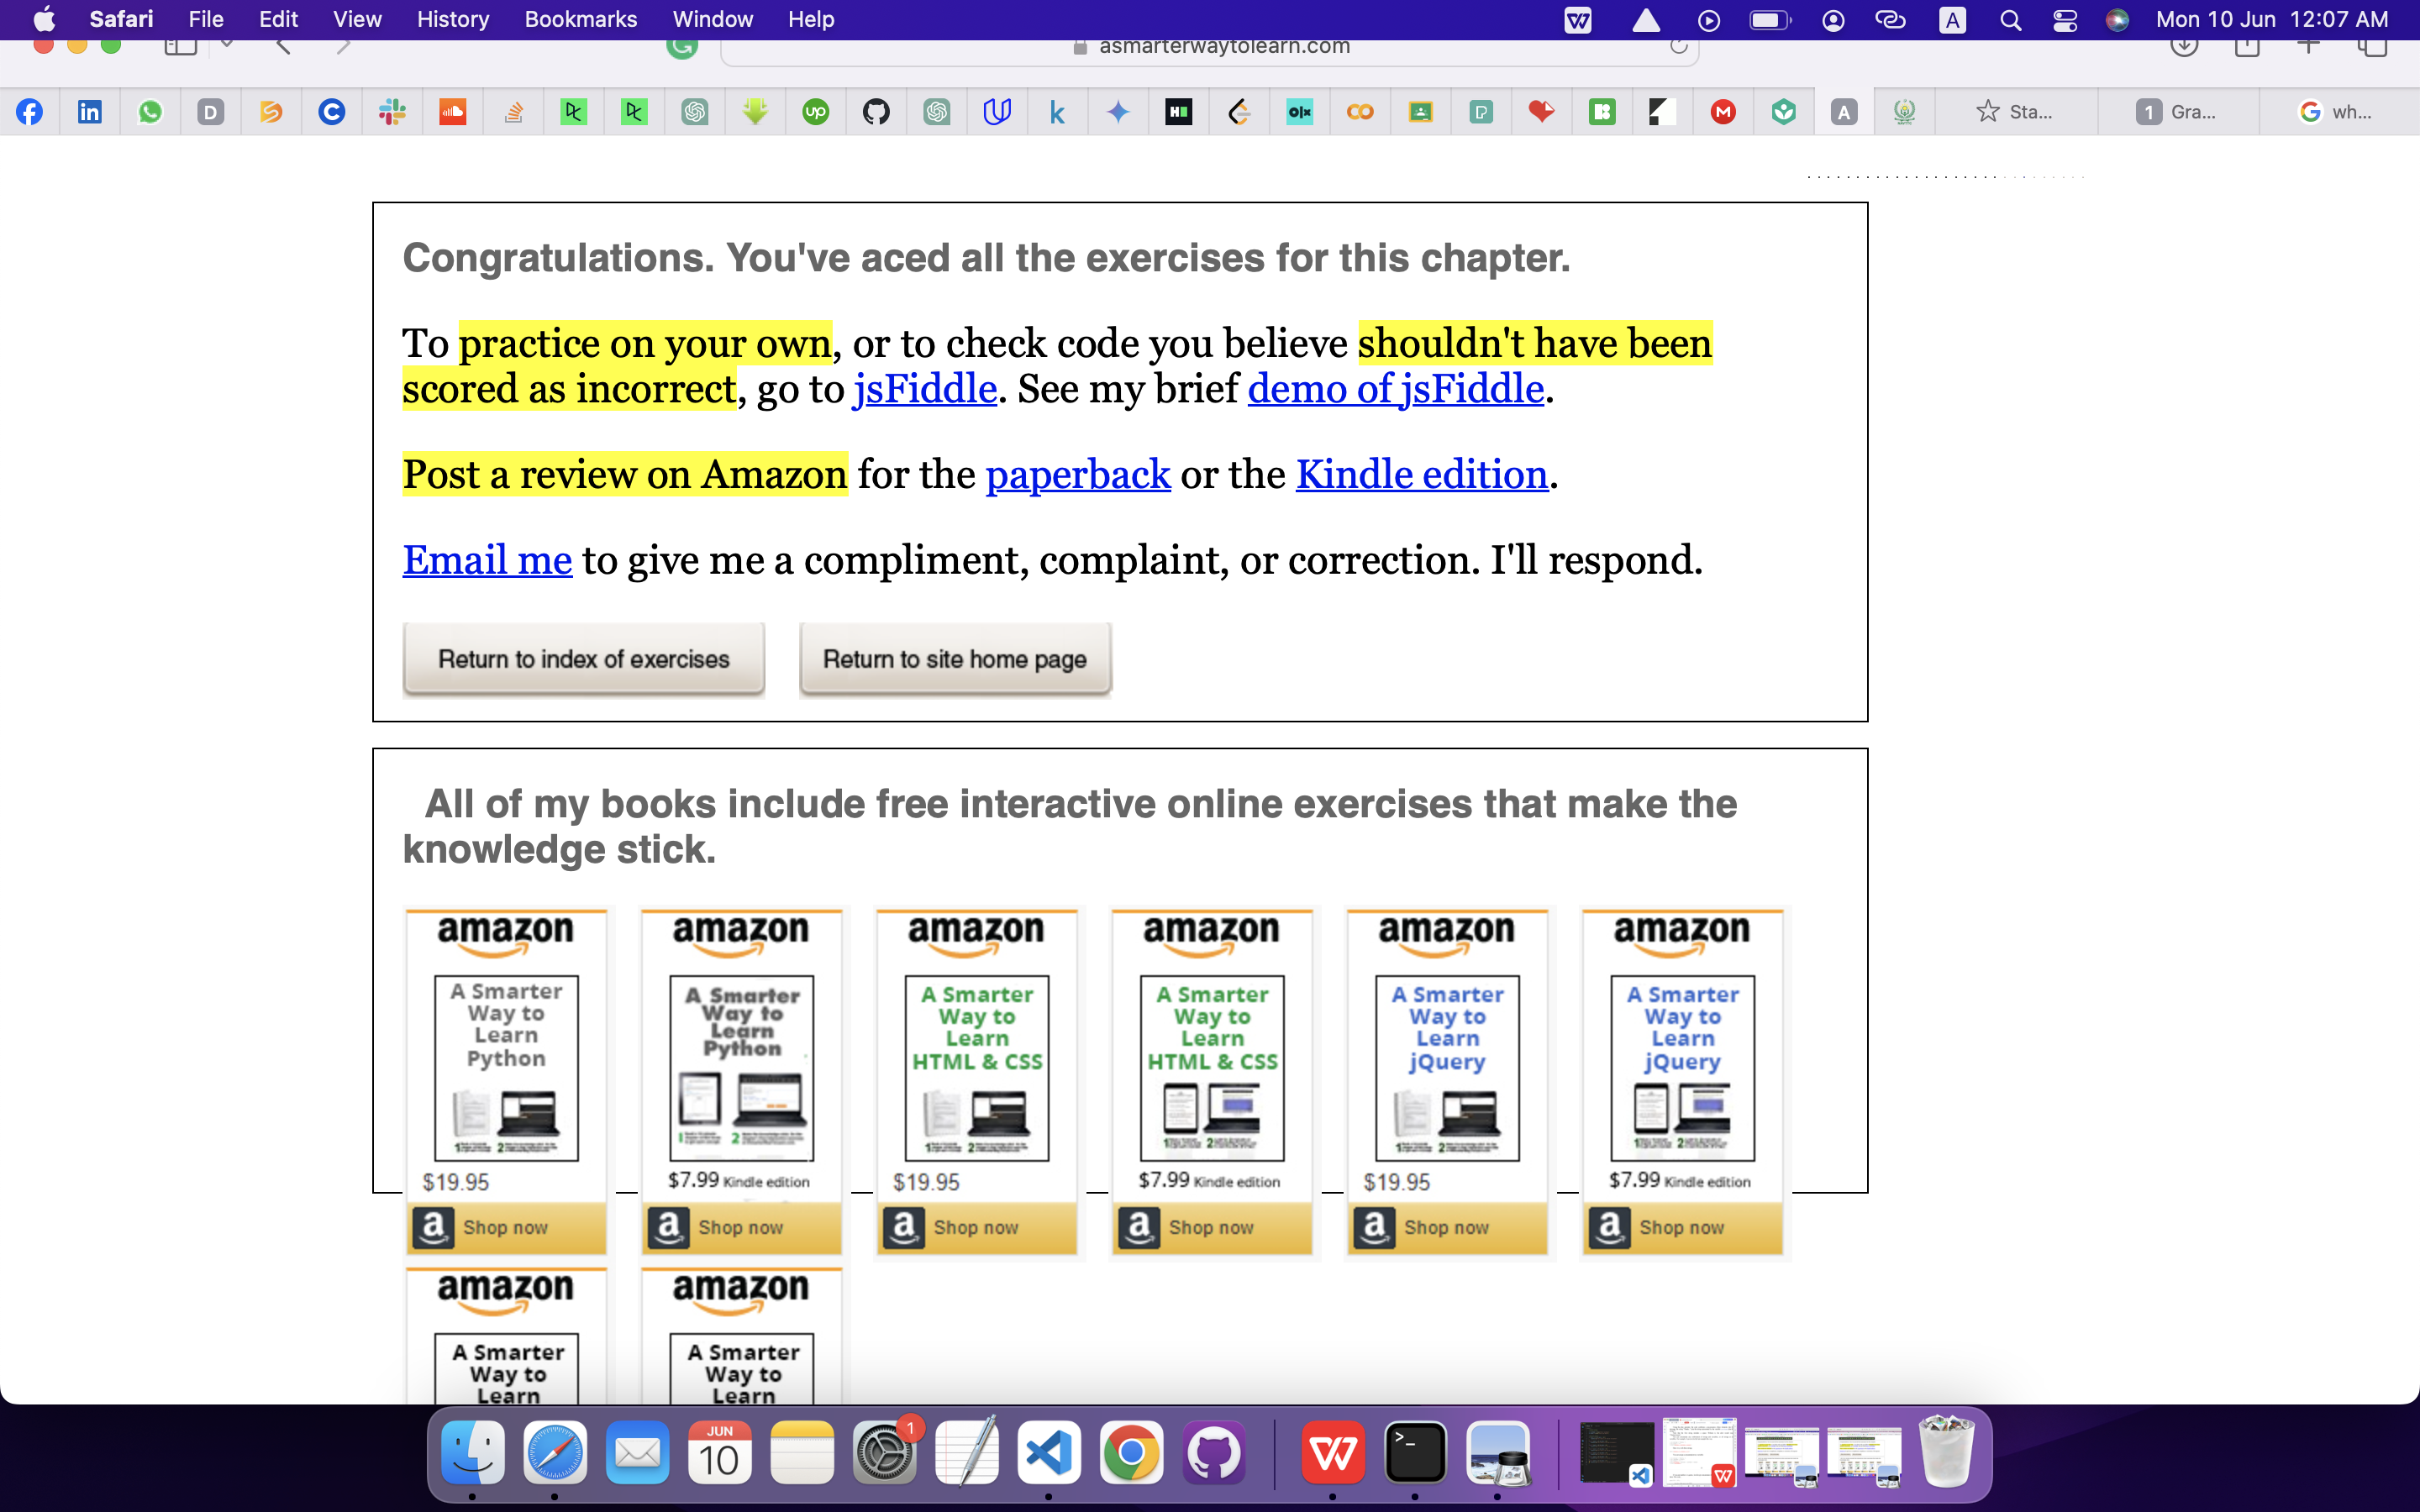 Safari File Edit View History Bookmarks Window Help
Mon 10 Jun 12:07 AM
asmarterwaytolearn.com
Sta...
1 Gra...
wh...
Congratulations. You've aced all the exercises for this chapter.
To practice on your own, or to check code you believe shouldn't have been
scored as incorrect, go to jsFiddle. See my brief demo of jsFiddle.
Post a review on Amazon for the paperback or the Kindle edition.
Email me to give me a compliment, complaint, or correction. I'll respond.
Return to index of exercises
Return to site home page
All of my books include free interactive online exercises that make the
knowledge stick.
amazon
A Smarter
Way to
Learn
Python
$19.95
Shop now
amazon
A Smarter
Way to
Learn
Python
$7.99 Kindle edition
Shop now
amazon
A Smarter
Way to
Learn
HTML & CSS
$19.95
Shop now
amazon
A Smarter
Way to
Learn
HTML & CSS
$7.99 Kindle edition
Shop now
amazon
A Smarter
Way to
Learn
jQuery
$19.95
Shop now
amazon
A Smarter
Way to
Learn
jQuery
$7.99 Kindle edition
Shop now
amazon
A Smarter
Way to
Learn
amazon
A Smarter
Way to
Learn
JUN
10
1